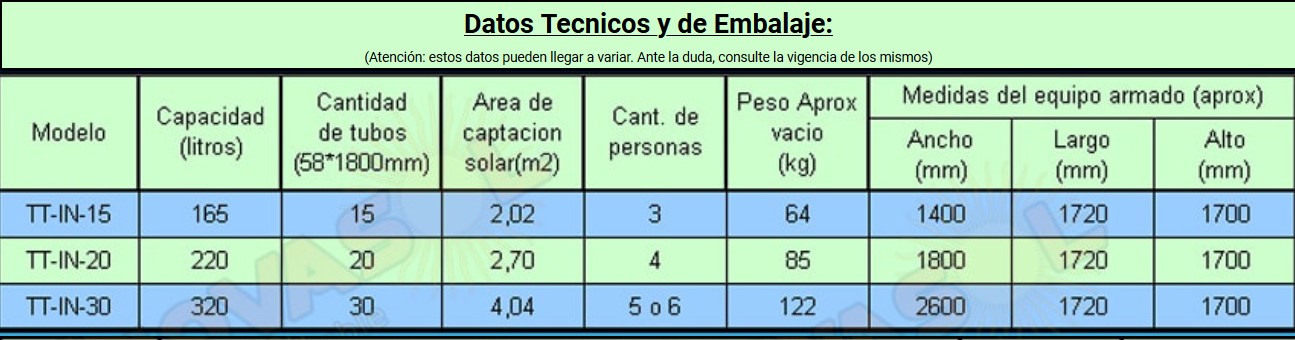 Datos Tecnicos y de Embalaje:
(Atención: estos datos pueden llegar a variar. Ante la duda, consulte la vigencia de los mismos)
Modelo
Capacidad
(litros)
Cantidad
de tubos
(58*1800mm)
Area de
captacion
solar(m2)
Cant. de
personas
Peso Aprox
vacio
(kg)
Medidas del equipo armado (aprox)
Ancho
(mm)
Largo
(mm)
Alto
(mm)
TT-IN-15 165 15 2,02 3 64 1400 1720 1700
TT-IN-20 220 20 2,70 4 85 1800 1720 1700
TT-IN-30 320 30 4,04 5 o 6 122 2600 1720 1700